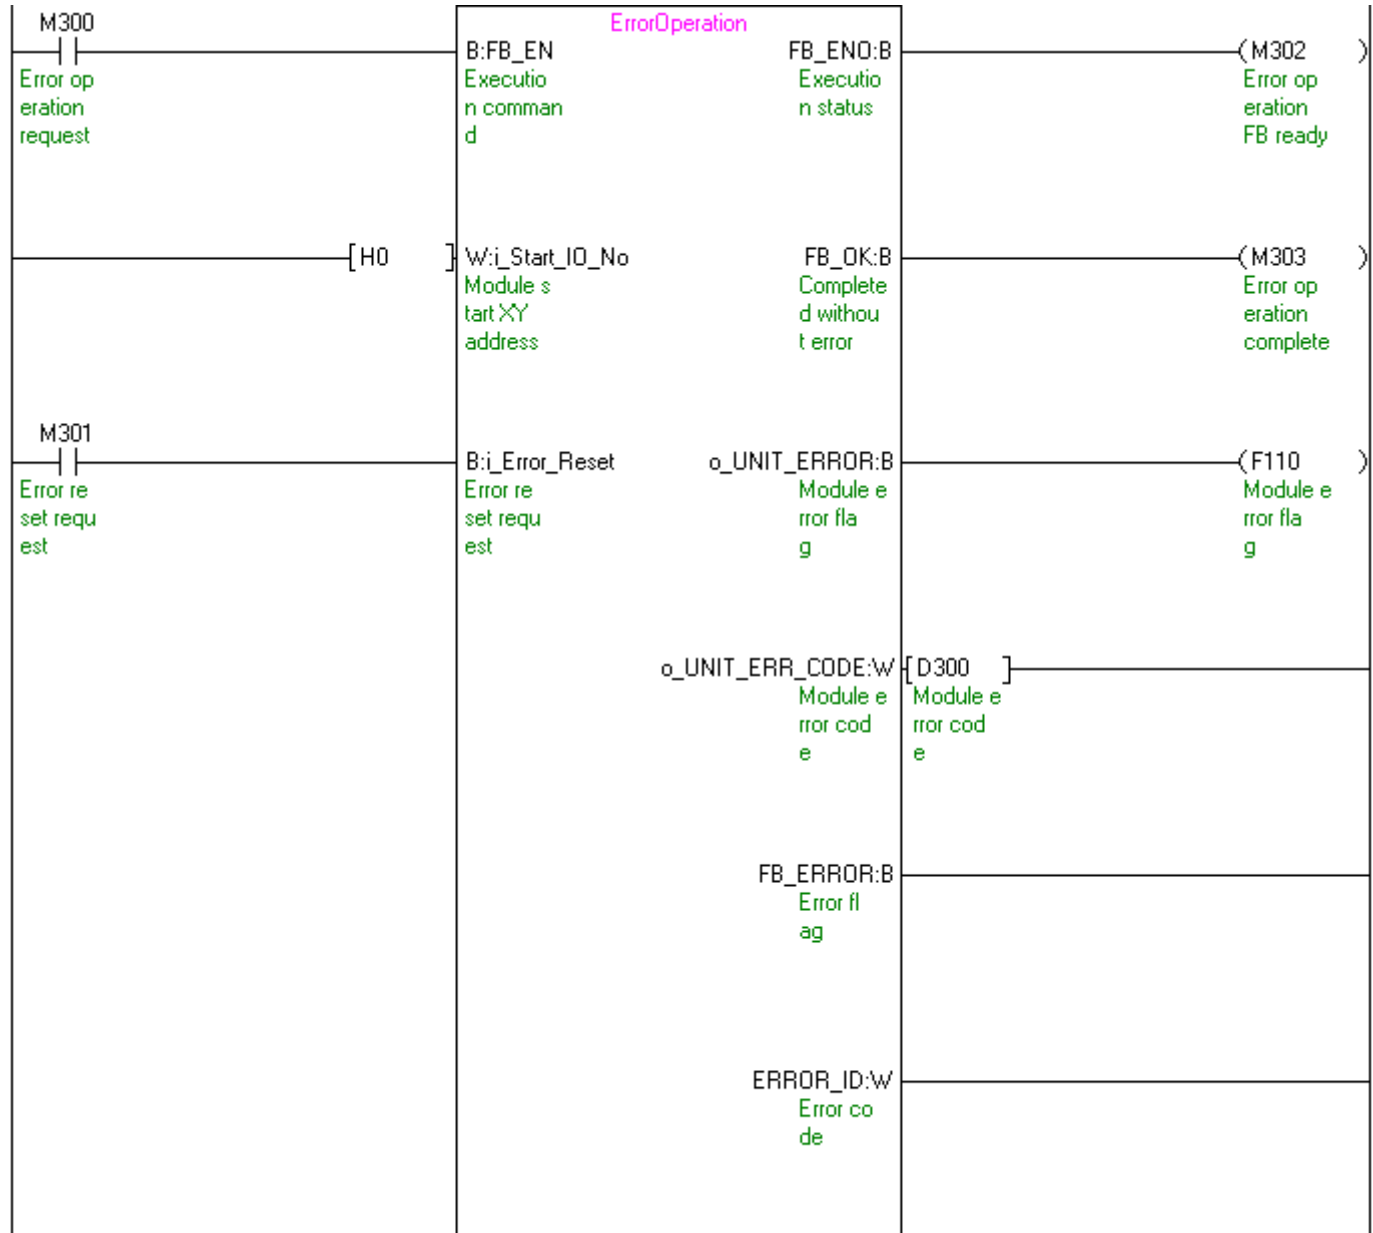 M300
ErrorOperation
B:FB_EN
FB_ENO:B
(M302 )
Error op
eration
request
Executio
n comman
d
Executio
n status
Error op
eration
FB ready
[H0 ]
W:i_Start_IO_No
FB_OK:B
(M303 )
Module s
tart XY
address
Complete
d withou
t error
Error op
eration
complete
M301
B:i_Error_Reset
o_UNIT_ERROR:B
(F110 )
Error re
set requ
est
Error re
set requ
est
Module e
rror fla
g
Module e
rror fla
g
o_UNIT_ERR_CODE:W
[D300 ]
Module e
rror cod
e
Module e
rror cod
e
FB_ERROR:B
Error fl
ag
ERROR_ID:W
Error co
de